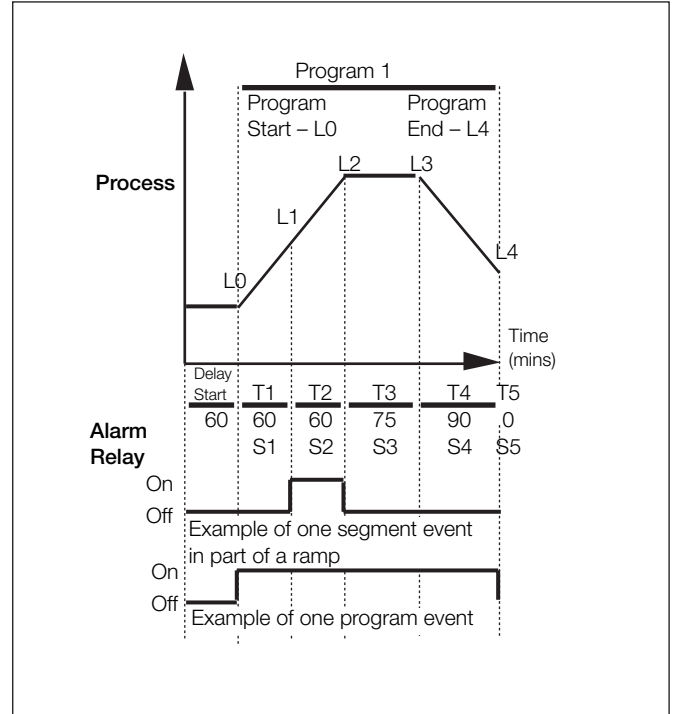 Program 1
Program Program
Start – L0 End – L4
L2 L3
Process
L1
L0 L4
Time
(mins)
Delay
Start T1 T2 T3 T4 T5
60 60 60 75 90 0
S1 S2 S3 S4 S5
Alarm
Relay
On
Off
Example of one segment event
in part of a ramp
On
Off
Example of one program event